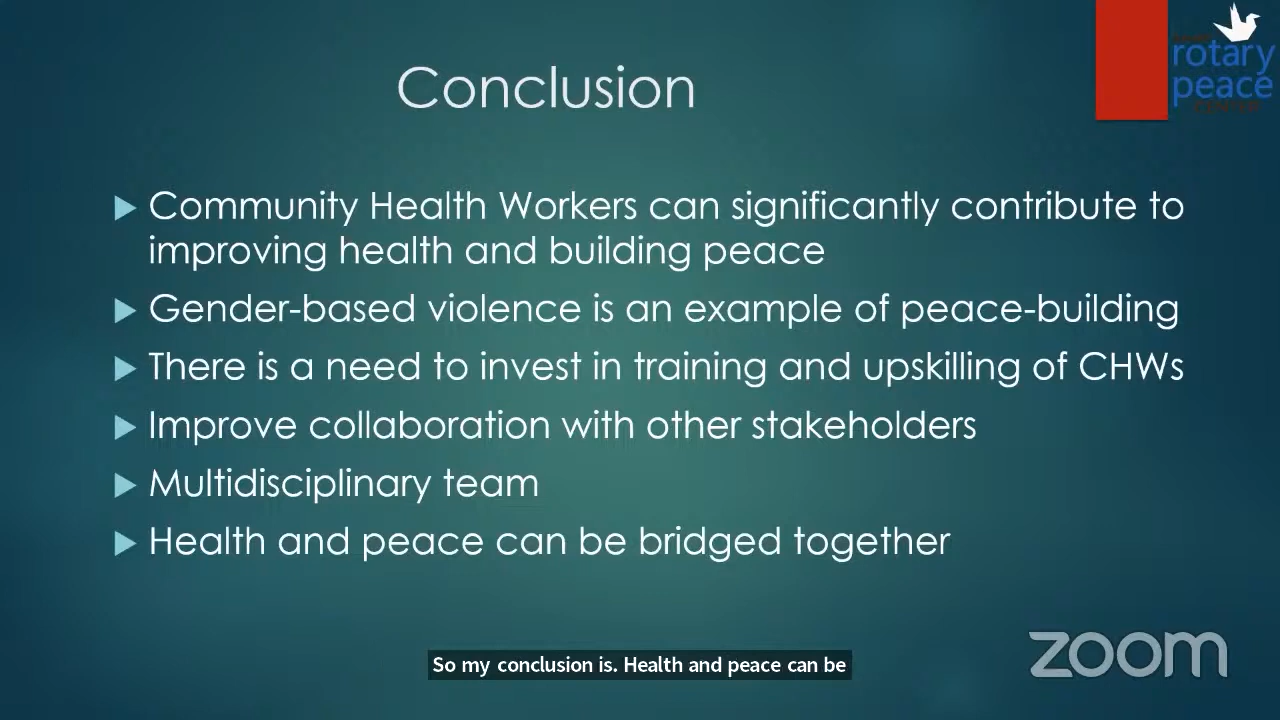 Conclusion
rotary
peace
Community Health Workers can significantly contribute to
improving health and building peace
Gender-based violence is an example of peace-building
There is a need to invest in training and upskilling of CHWs
Improve collaboration with other stakeholders
Multidisciplinary team
Health and peace can be bridged together
So my conclusion is. Health and peace can be
zoom